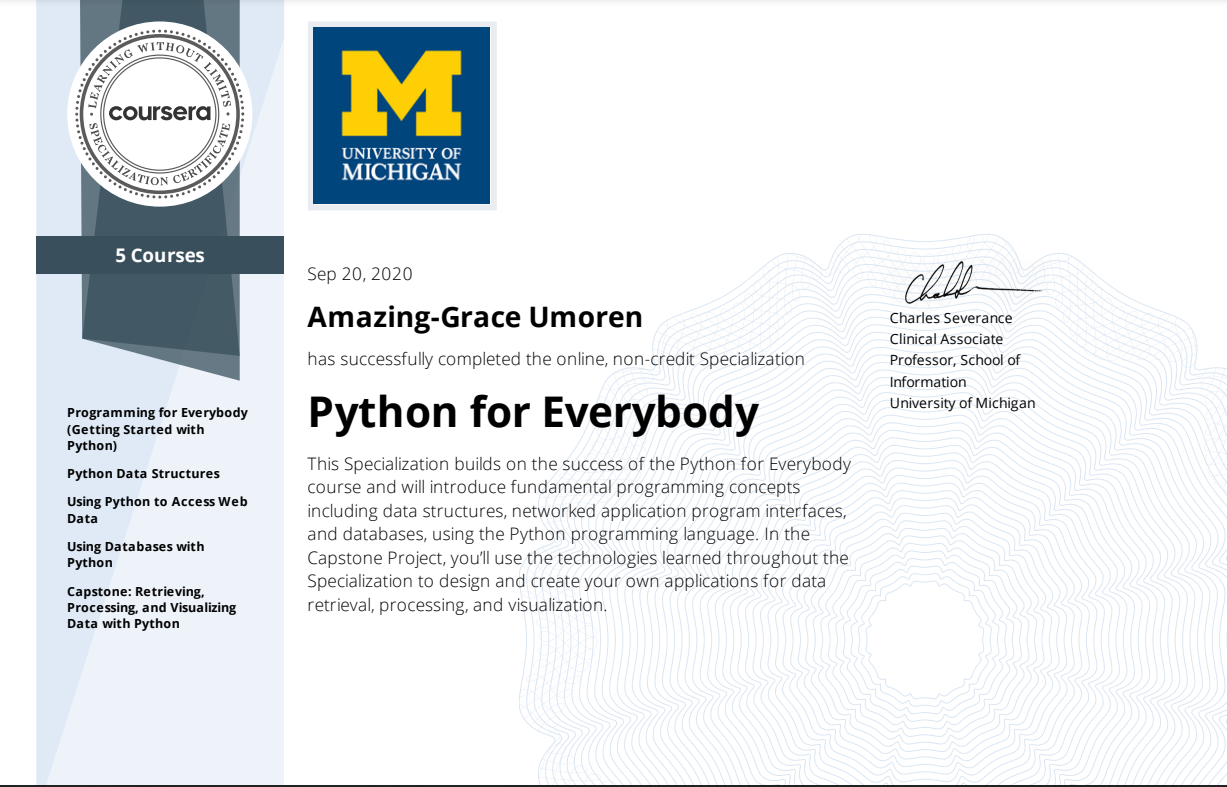 LEARNING WITHOUT LIMITS
coursera
SPECIALIZATION CERTIFICATE
M
UNIVERSITY OF
MICHIGAN
5 Courses
Programming for Everybody
(Getting Started with
Python)
Python Data Structures
Using Python to Access Web
Data
Using Databases with
Python
Capstone: Retrieving,
Processing, and Visualizing
Data with Python
Sep 20, 2020
Amazing-Grace Umoren
has successfully completed the online, non-credit Specialization
Python for Everybody
This Specialization builds on the success of the Python for Everybody
course and will introduce fundamental programming concepts
including data structures, networked application program interfaces,
and databases, using the Python programming language. In the
Capstone Project, you’ll use the technologies learned throughout the
Specialization to design and create your own applications for data
retrieval, processing, and visualization.
Charles Severance
Clinical Associate
Professor, School of
Information
University of Michigan